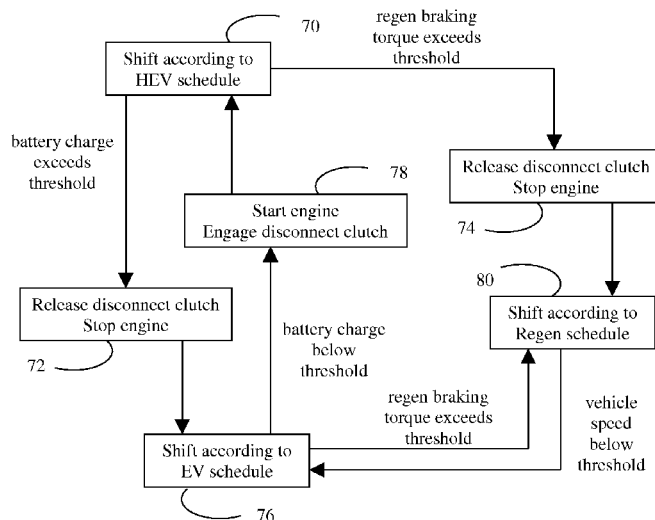 70
regen braking
torque exceeds
threshold
Shift according to
HEV schedule
battery charge
exceeds
threshold
78
Start engine
Engage disconnect clutch
Release disconnect clutch
Stop engine
74
80
Release disconnect clutch
Stop engine
72
Shift according to
Regen schedule
battery charge
below
threshold
regen braking
torque exceeds
threshold
vehicle
speed
below
threshold
Shift according to
EV schedule
76